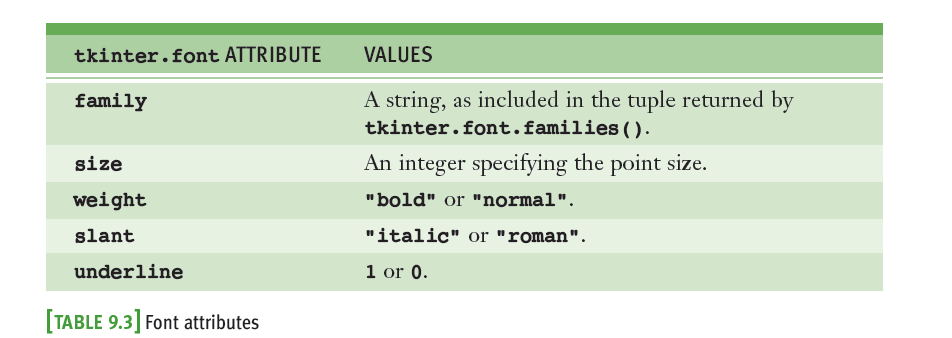 tkinter.font ATTRIBUTE VALUES
family A string, as included in the tuple returned by
tkinter.font.families().
size An integer specifying the point size.
weight "bold" or "normal".
slant "italic" or "roman".
underline 1 or 0.
[TABLE 9.3] Font attributes